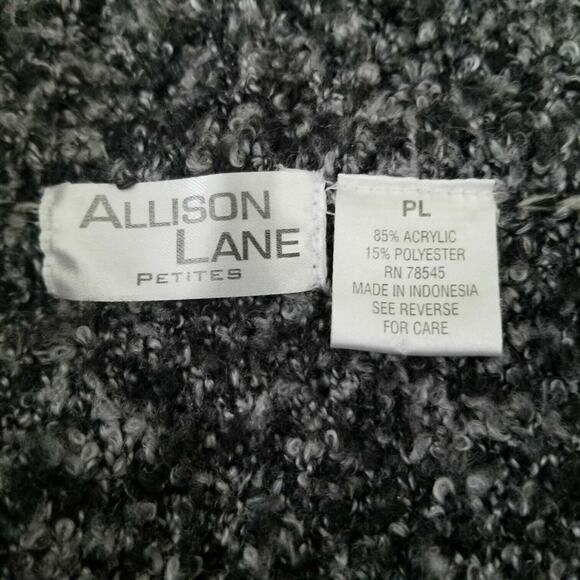 ALLISON
LANE
PETITES
PL
85% ACRYLIC
15% POLYESTER
RN 78545
MADE IN INDONESIA
SEE REVERSE
FOR CARE